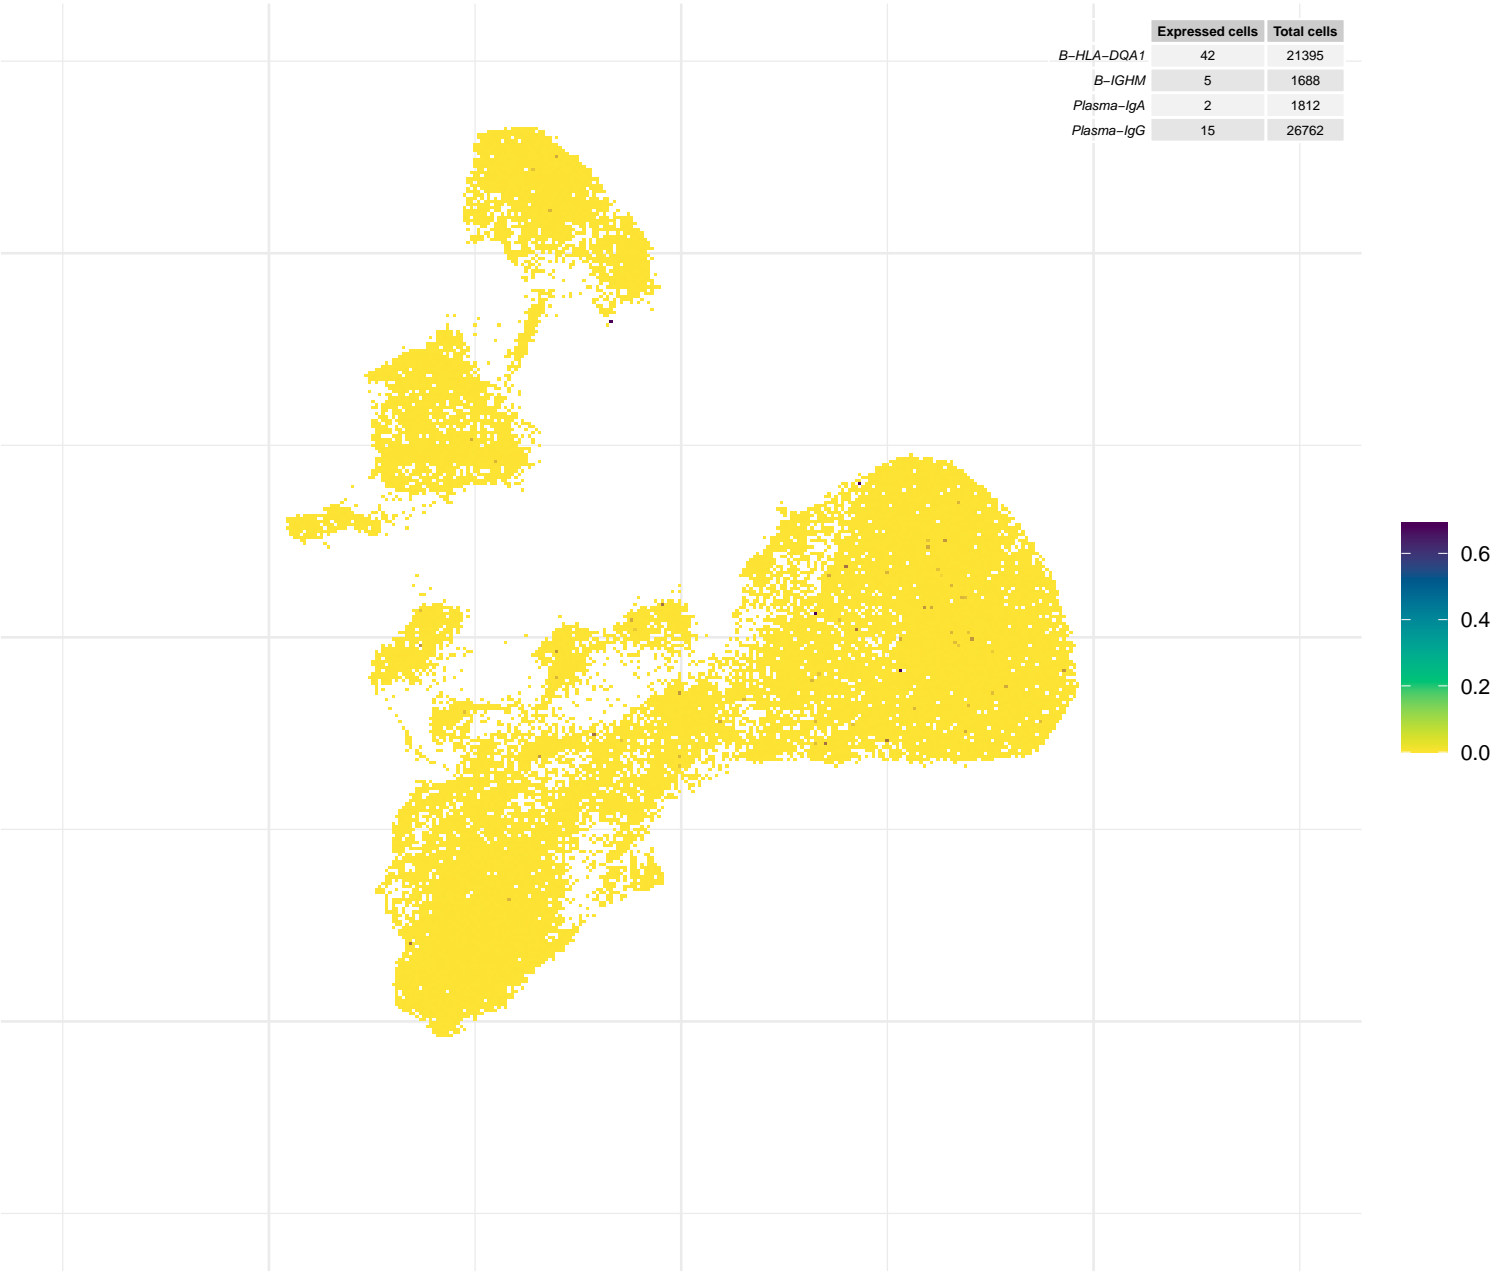 Expressed cells Total cells
B−HLA−DQA1 42 21395
B−IGHM 5 1688
Plasma−IgA 2 1812
Plasma−IgG 15 26762
0.6
0.4
0.2
0.0